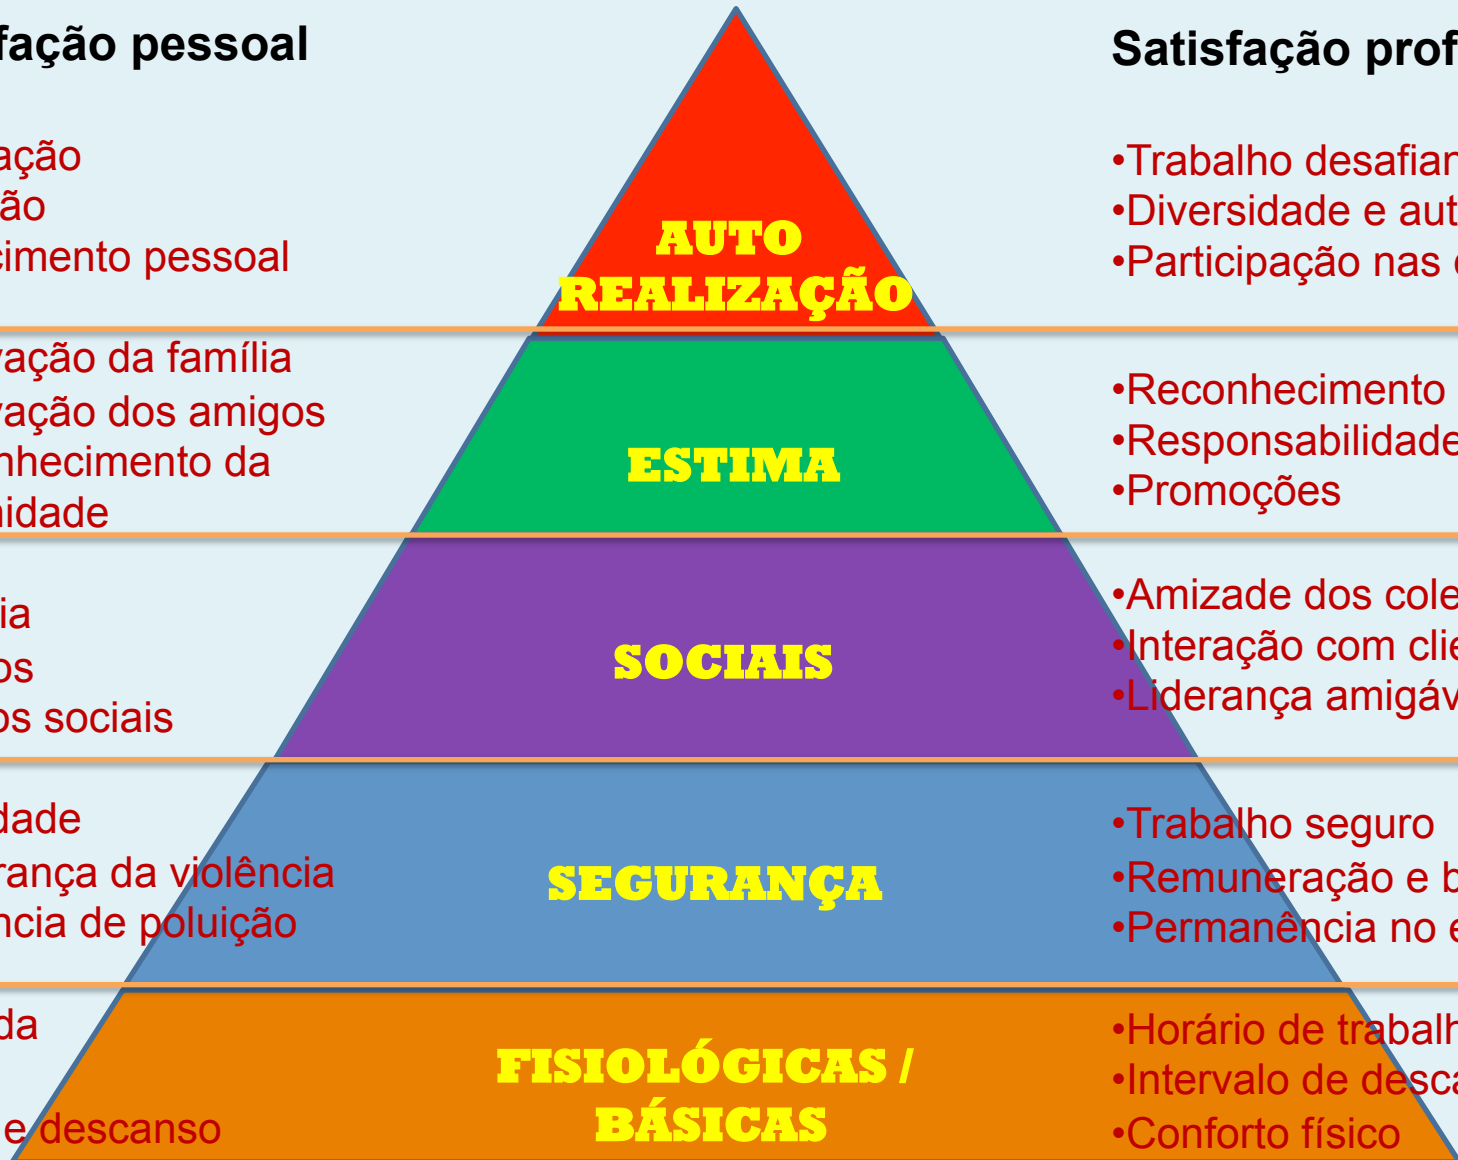 fação pessoal
ação
ão
cimento pessoal
vação da família
vação dos amigos
nhecimento da
nidade
ia
os
os sociais
dade
rança da violência
ncia de poluição
da
e descanso
AUTO
REALIZAÇÃO
ESTIMA
SOCIAIS
SEGURANÇA
FISIOLÓGICAS /
BÁSICAS
Satisfação prof
•Trabalho desafian
•Diversidade e aut
•Participação nas
•Reconhecimento
•Responsabilidade
•Promoções
•Amizade dos cole
•Interação com clie
•Liderança amigáv
•Trabalho seguro
•Remuneração e b
•Permanência no e
•Horário de trabalh
•Intervalo de desca
•Conforto físico